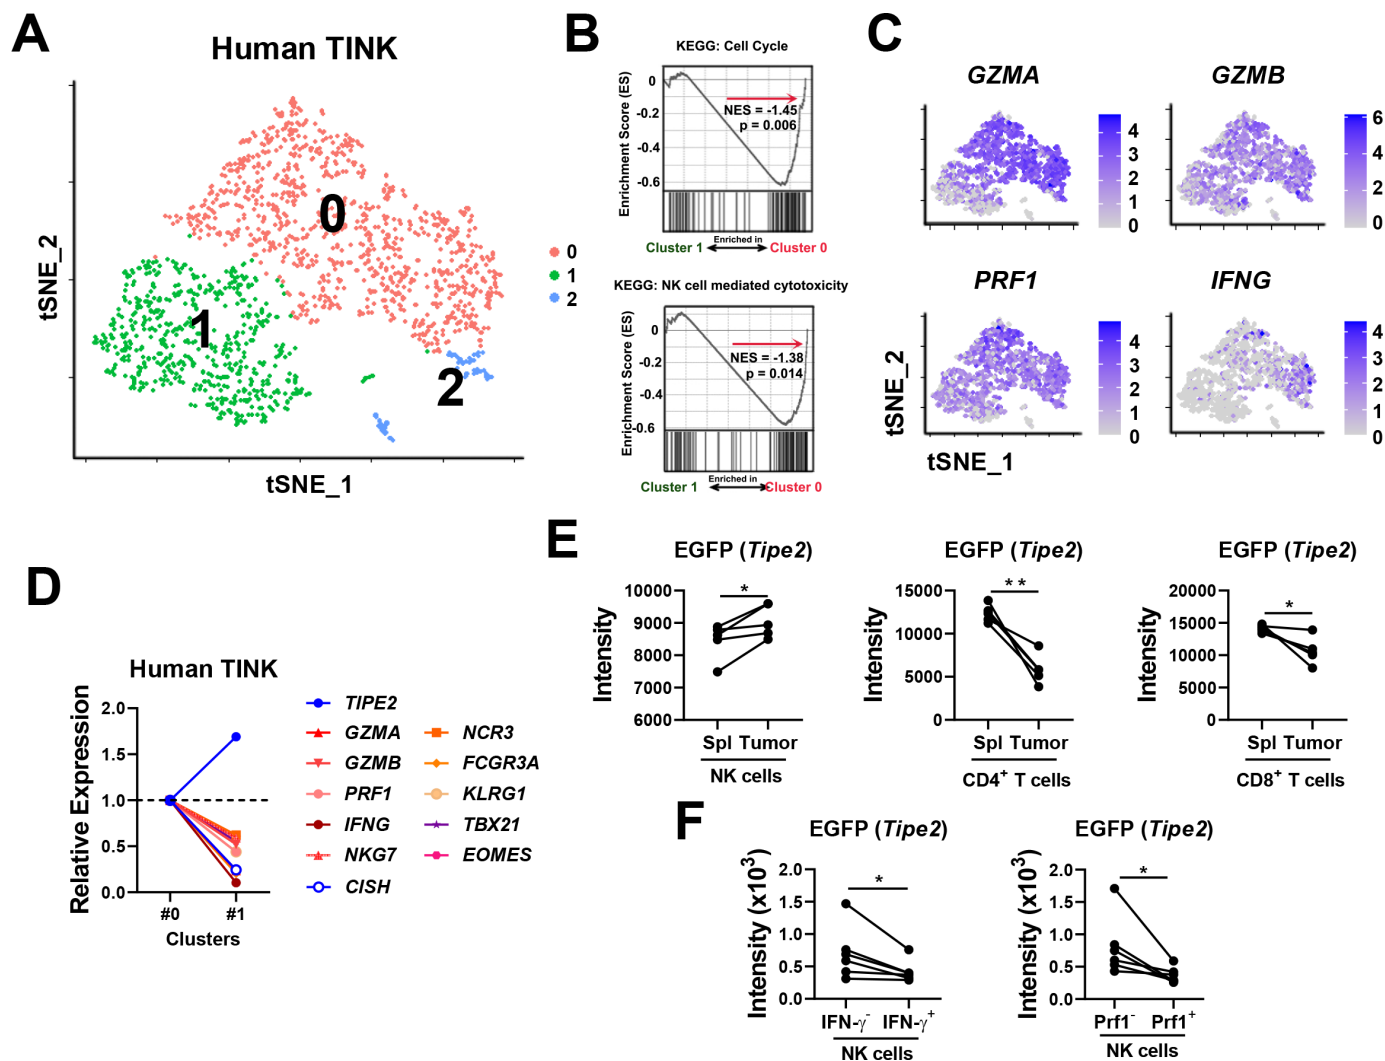 A
Human TINK
0
1
2
tSNE_2
tSNE_1
0
1
2
B
KEGG: Cell Cycle
Enrichment Score (ES)
0
-0.2
-0.4
-0.6
NES = -1.45
p = 0.006
Cluster 1
Enriched in
Cluster 0
KEGG: NK cell mediated cytotoxicity
Enrichment Score (ES)
0
-0.2
-0.4
-0.6
NES = -1.38
p = 0.014
Cluster 1
Enriched in
Cluster 0
C
GZMA
4
3
2
1
0
GZMB
6
4
2
0
PRF1
4
3
2
1
0
IFNG
4
3
2
1
0
tSNE_2
tSNE_1
D
Human TINK
Relative Expression
2.0
1.5
1.0
0.5
0.0
#0
#1
Clusters
TIPE2
GZMA
GZMB
PRF1
IFNG
NKG7
CISH
NCR3
FCGR3A
KLRG1
TBX21
EOMES
E
EGFP (Tipe2)
Intensity
10000
9000
8000
7000
6000
*
Spl Tumor
NK cells
EGFP (Tipe2)
Intensity
15000
10000
5000
0
**
Spl Tumor
CD4+ T cells
EGFP (Tipe2)
Intensity
20000
15000
10000
5000
0
*
Spl Tumor
CD8+ T cells
F
EGFP (Tipe2)
Intensity (x10³)
2.0
1.5
1.0
0.5
0.0
*
IFN-γ- IFN-γ+
NK cells
EGFP (Tipe2)
Intensity (x10³)
2.0
1.5
1.0
0.5
0.0
*
Prf1- Prf1+
NK cells